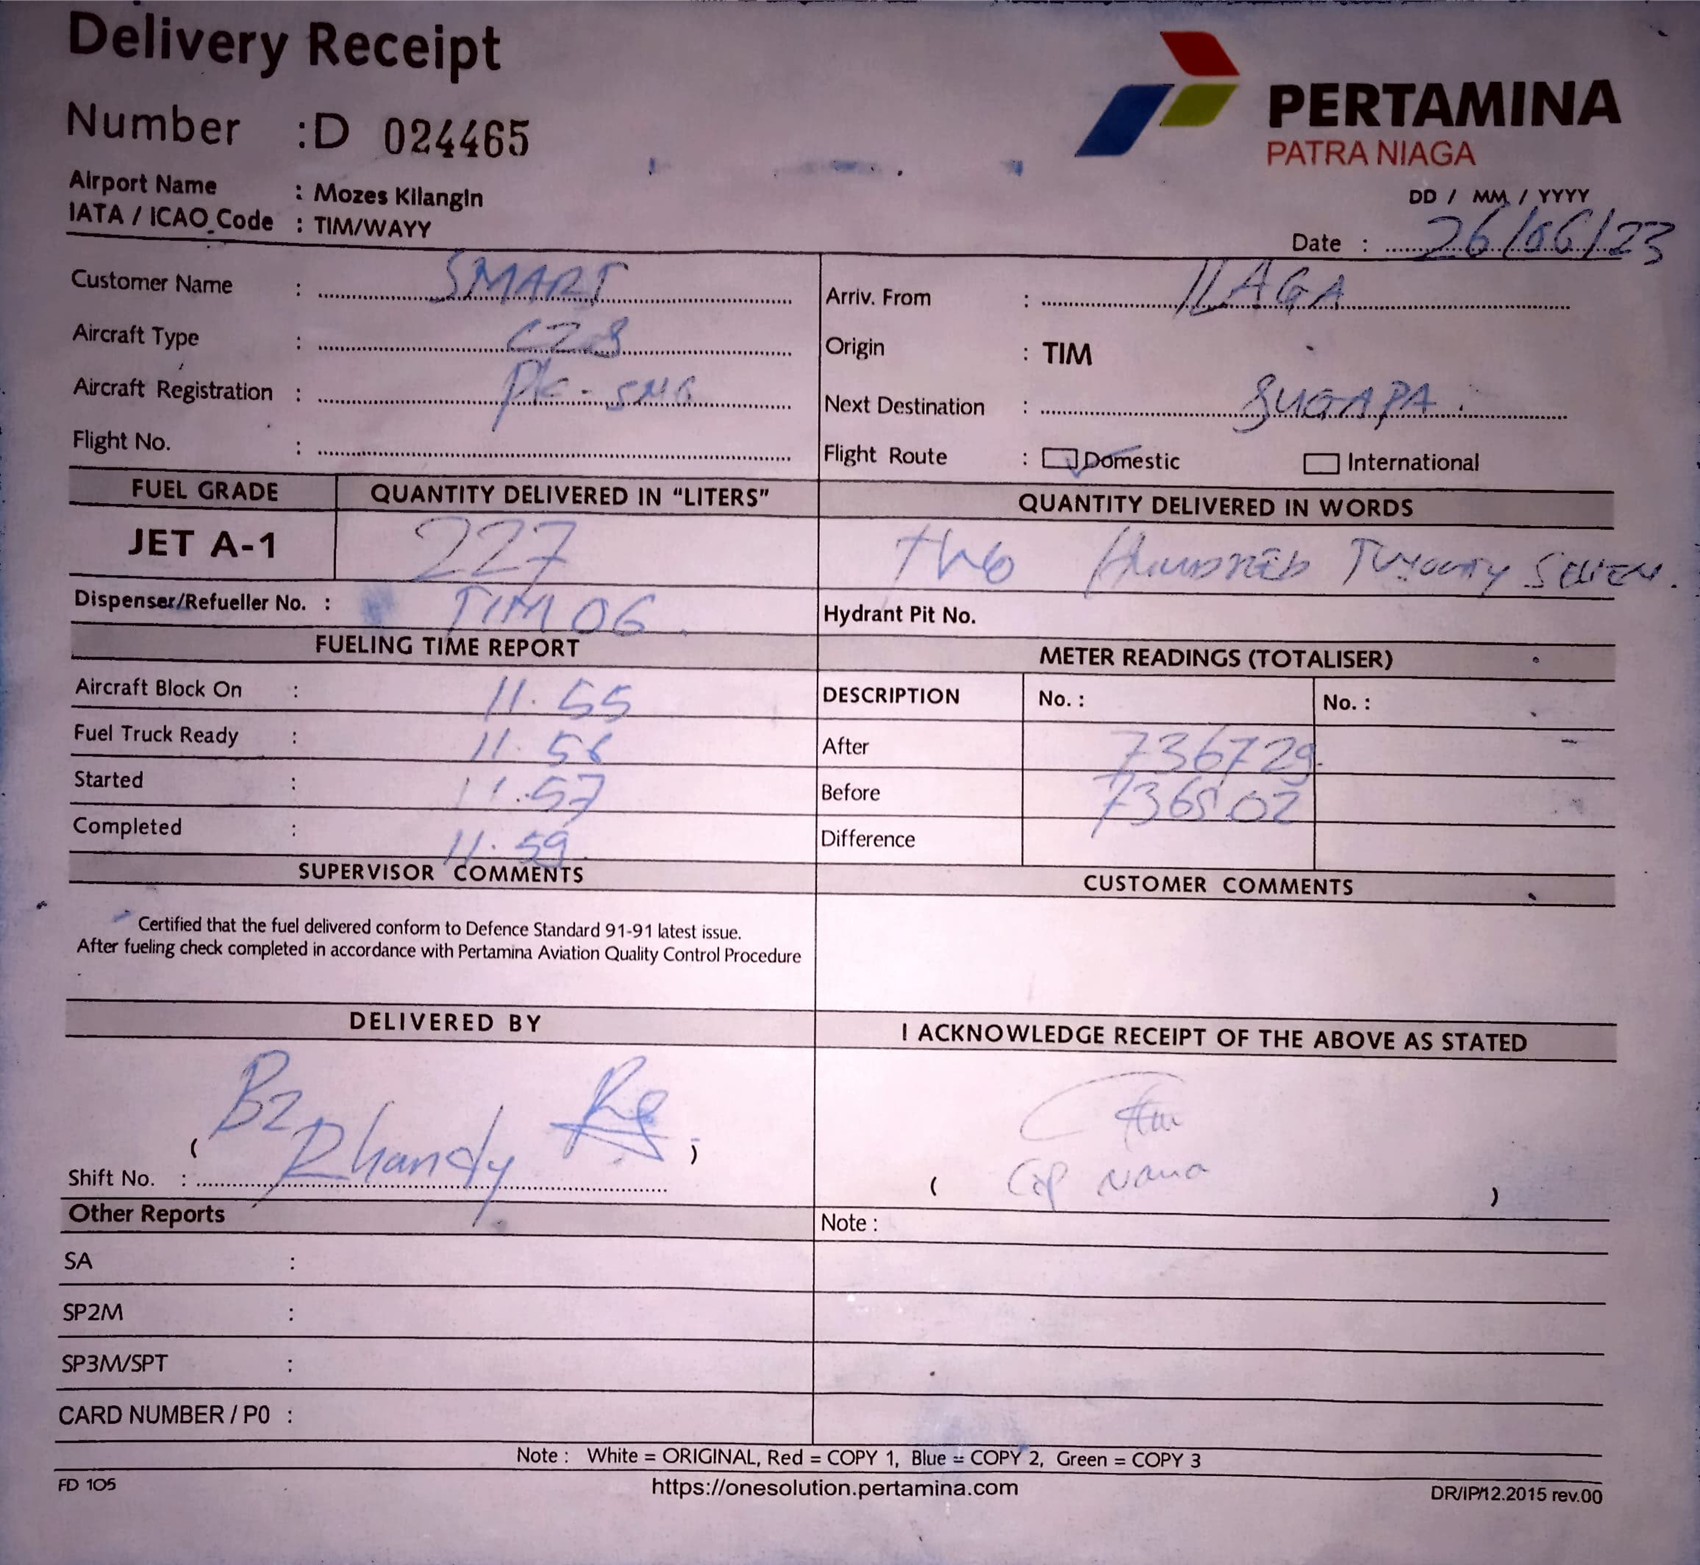 Delivery Receipt
Number :D 024465
PERTAMINA
PATRA NIAGA
Airport Name : Mozes Kilangin
IATA / ICAO Code : TIM/WAYY
DD / MM / YYYY
Date : 26/06/23
Customer Name : SMART
Arriv. From : ILAGA
Aircraft Type : C208
Origin : TIM
Aircraft Registration : PK-SNG
Next Destination : SUGAPA
Flight No. :
Flight Route : Domestic International
FUEL GRADE QUANTITY DELIVERED IN "LITERS" QUANTITY DELIVERED IN WORDS
JET A-1 227 Two Hundred Twenty Seven.
Dispenser/Refueller No. : TIM 06
Hydrant Pit No.
FUELING TIME REPORT METER READINGS (TOTALISER)
Aircraft Block On : 11.55
DESCRIPTION No. : No. :
Fuel Truck Ready : 11.56
After 736729
Started : 11.57
Before 736502
Completed : 11.59
Difference
SUPERVISOR COMMENTS CUSTOMER COMMENTS
Certified that the fuel delivered conform to Defence Standard 91-91 latest issue.
After fueling check completed in accordance with Pertamina Aviation Quality Control Procedure
DELIVERED BY I ACKNOWLEDGE RECEIPT OF THE ABOVE AS STATED
B2
Rhandy
( )
Shift No. :
( Cap Nana )
Other Reports
Note :
SA :
SP2M :
SP3M/SPT :
CARD NUMBER / PO :
Note : White = ORIGINAL, Red = COPY 1, Blue = COPY 2, Green = COPY 3
FD 105 https://onesolution.pertamina.com DR/IP/12.2015 rev.00